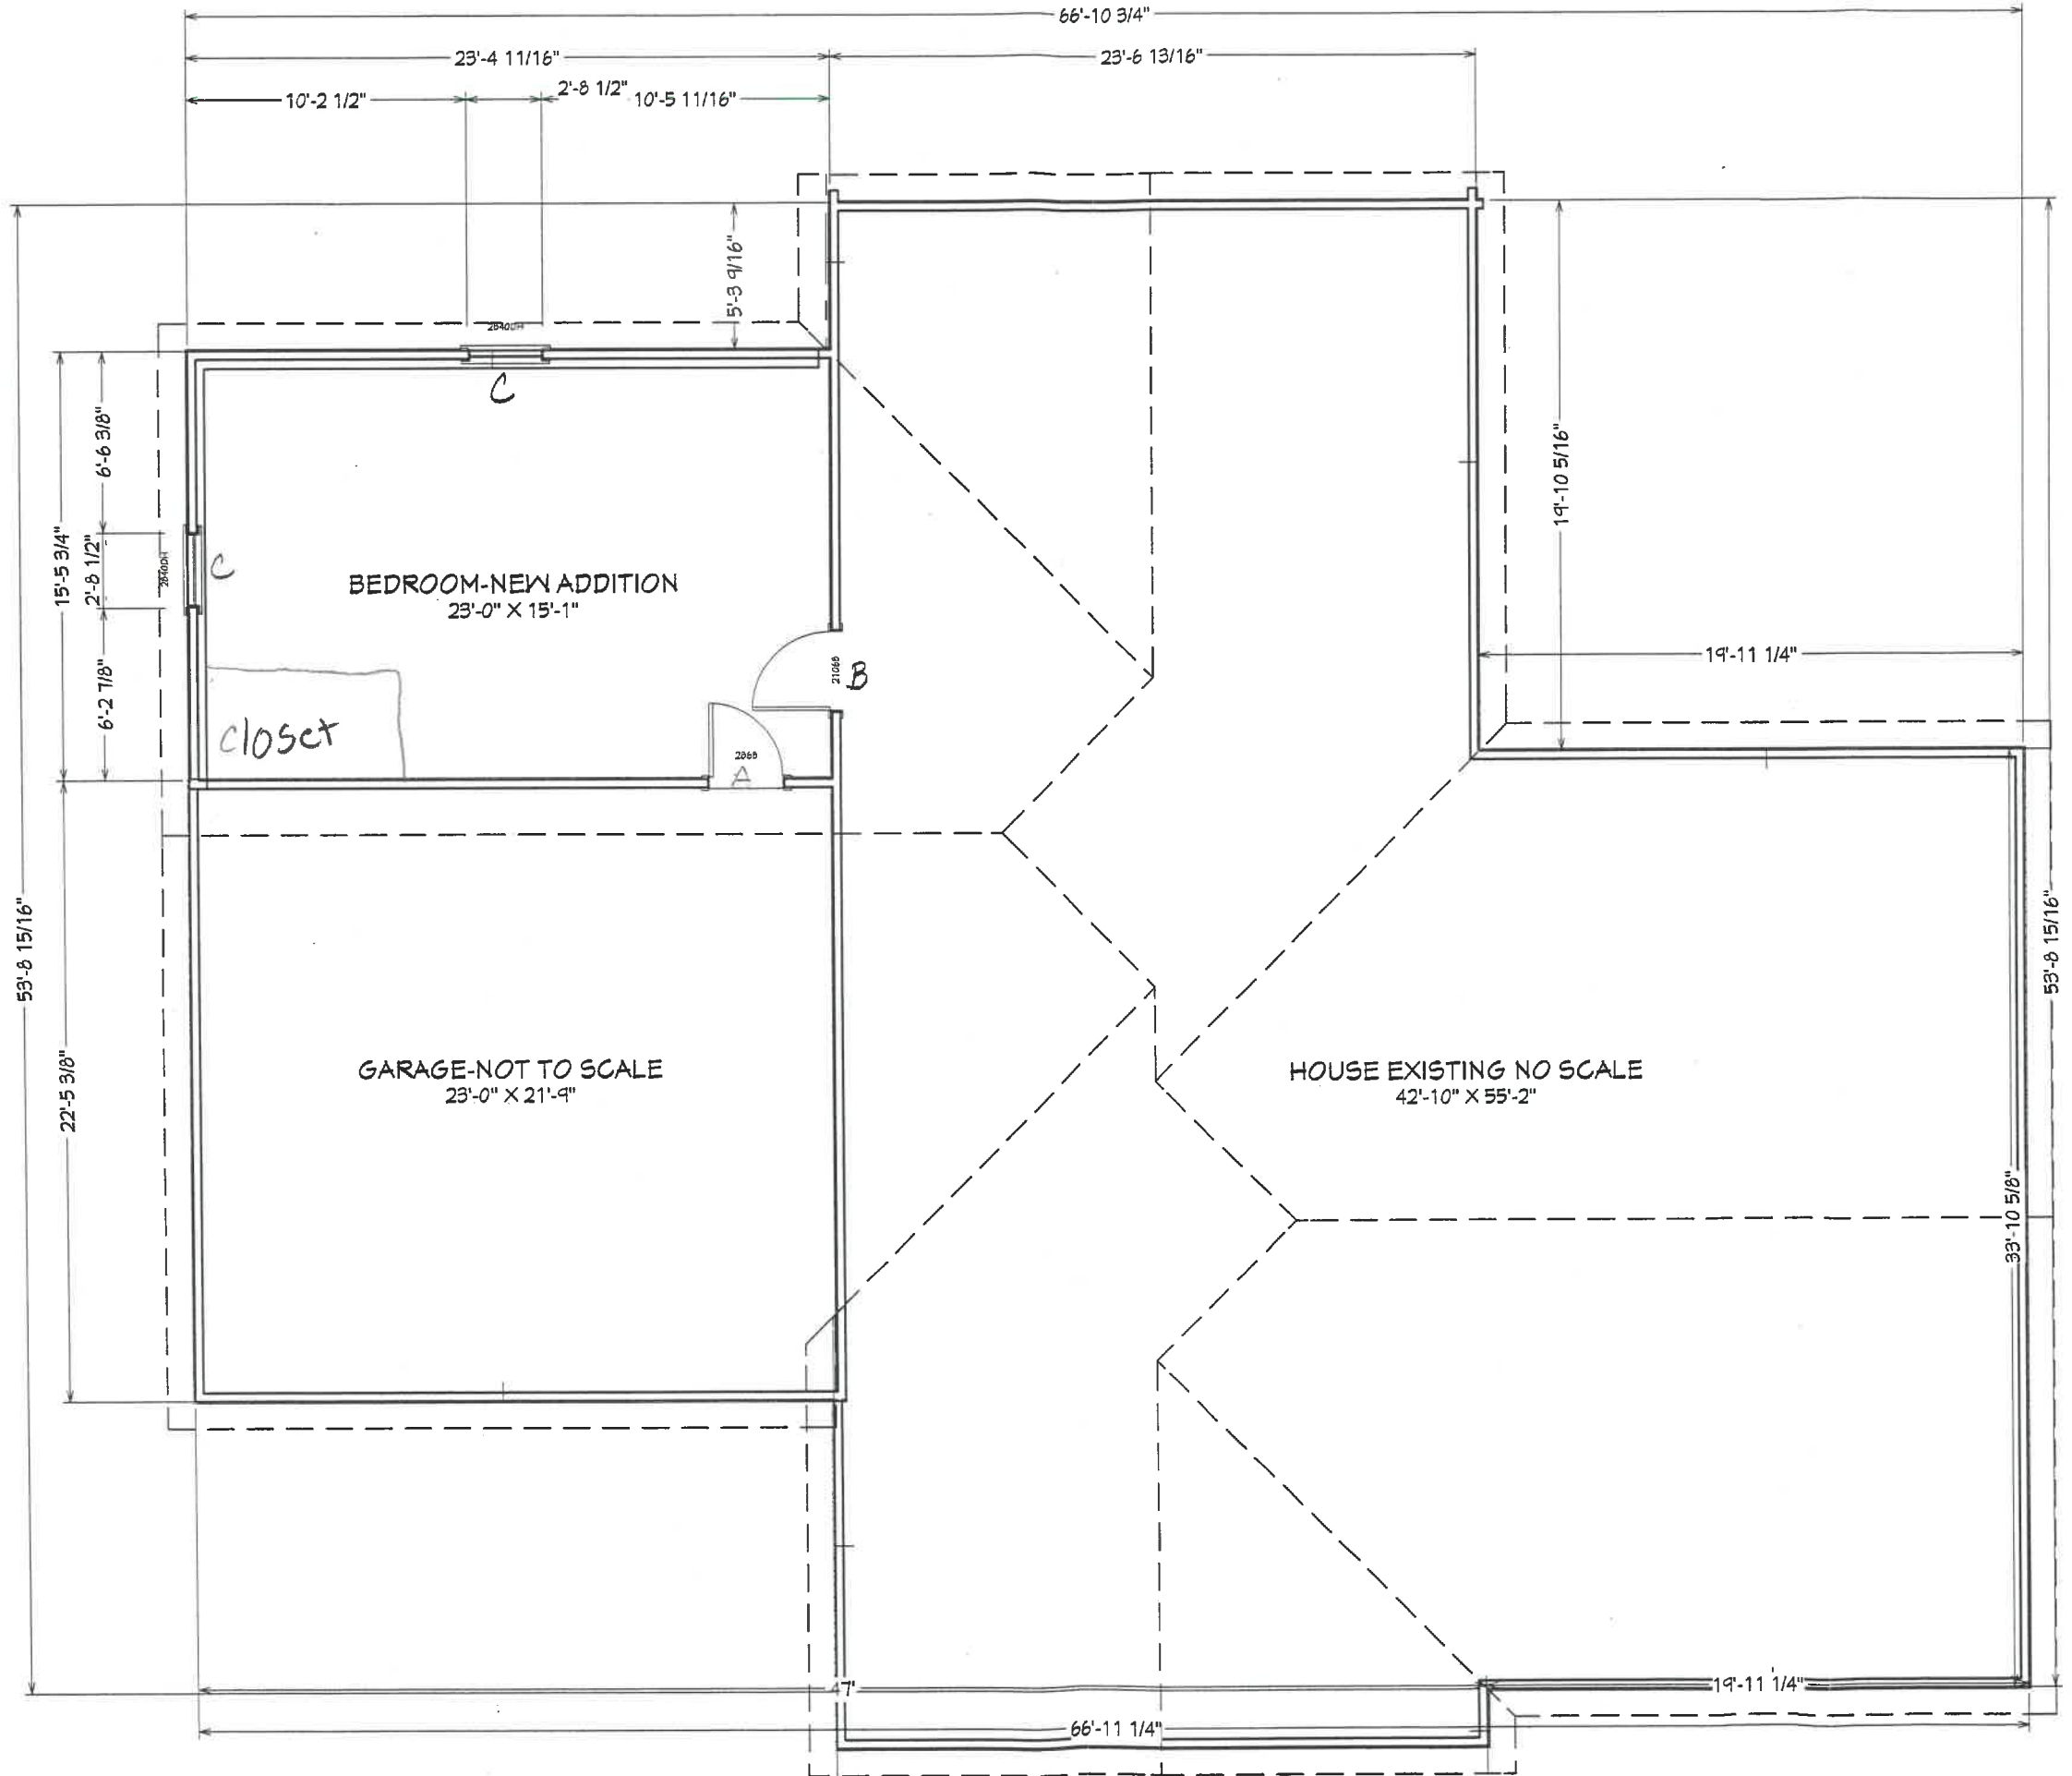 66'-10 3/4"
23'-4 11/16"
23'-6 13/16"
10'-2 1/2"
2'-8 1/2"
10'-5 11/16"
5'-3 9/16"
2840DH
C
6'-6 3/8"
15'-5 3/4"
2'-8 1/2"
2840DH
C
19'-10 5/16"
BEDROOM-NEW ADDITION
23'-0" X 15'-1"
6'-2 7/8"
21068
B
19'-11 1/4"
closet
2868
A
53'-8 15/16"
53'-8 15/16"
22'-5 3/8"
GARAGE-NOT TO SCALE
23'-0" X 21'-9"
HOUSE EXISTING NO SCALE
42'-10" X 55'-2"
33'-10 5/8"
47'
19'-11 1/4"
66'-11 1/4"